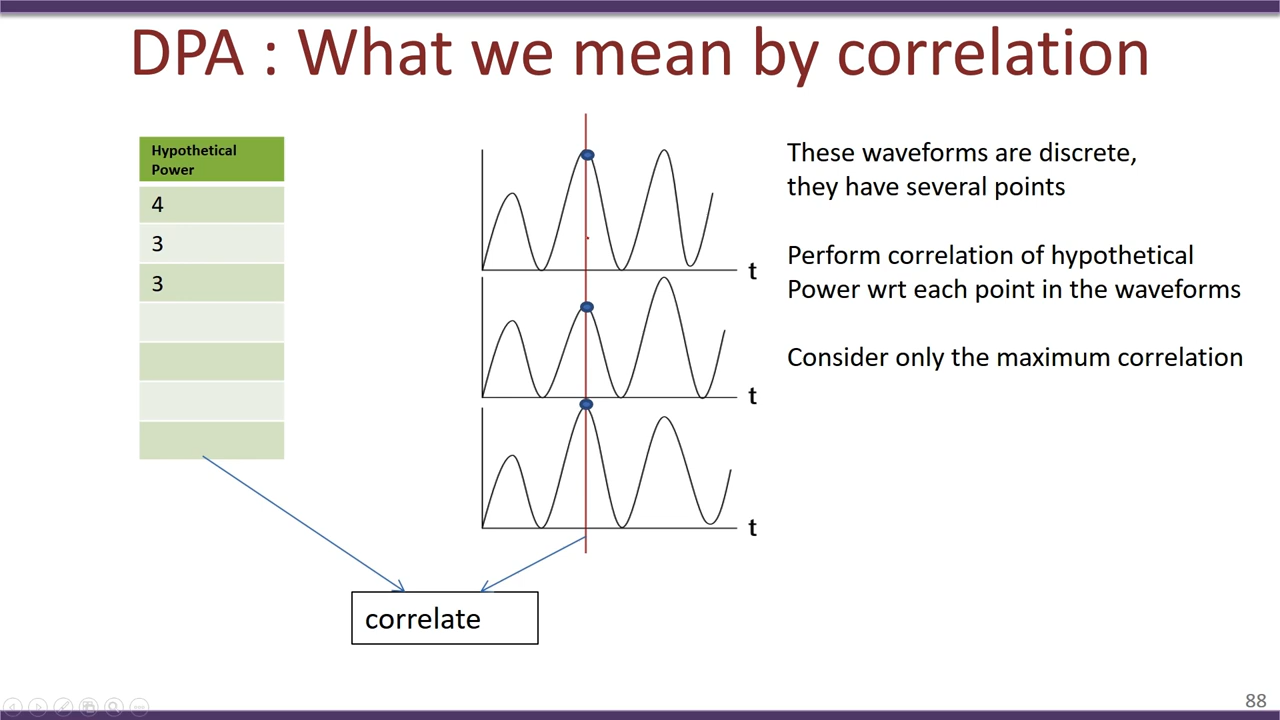 DPA : What we mean by correlation
Hypothetical
Power
4
3
3
t
t
t
correlate
These waveforms are discrete,
they have several points
Perform correlation of hypothetical
Power wrt each point in the waveforms
Consider only the maximum correlation
88